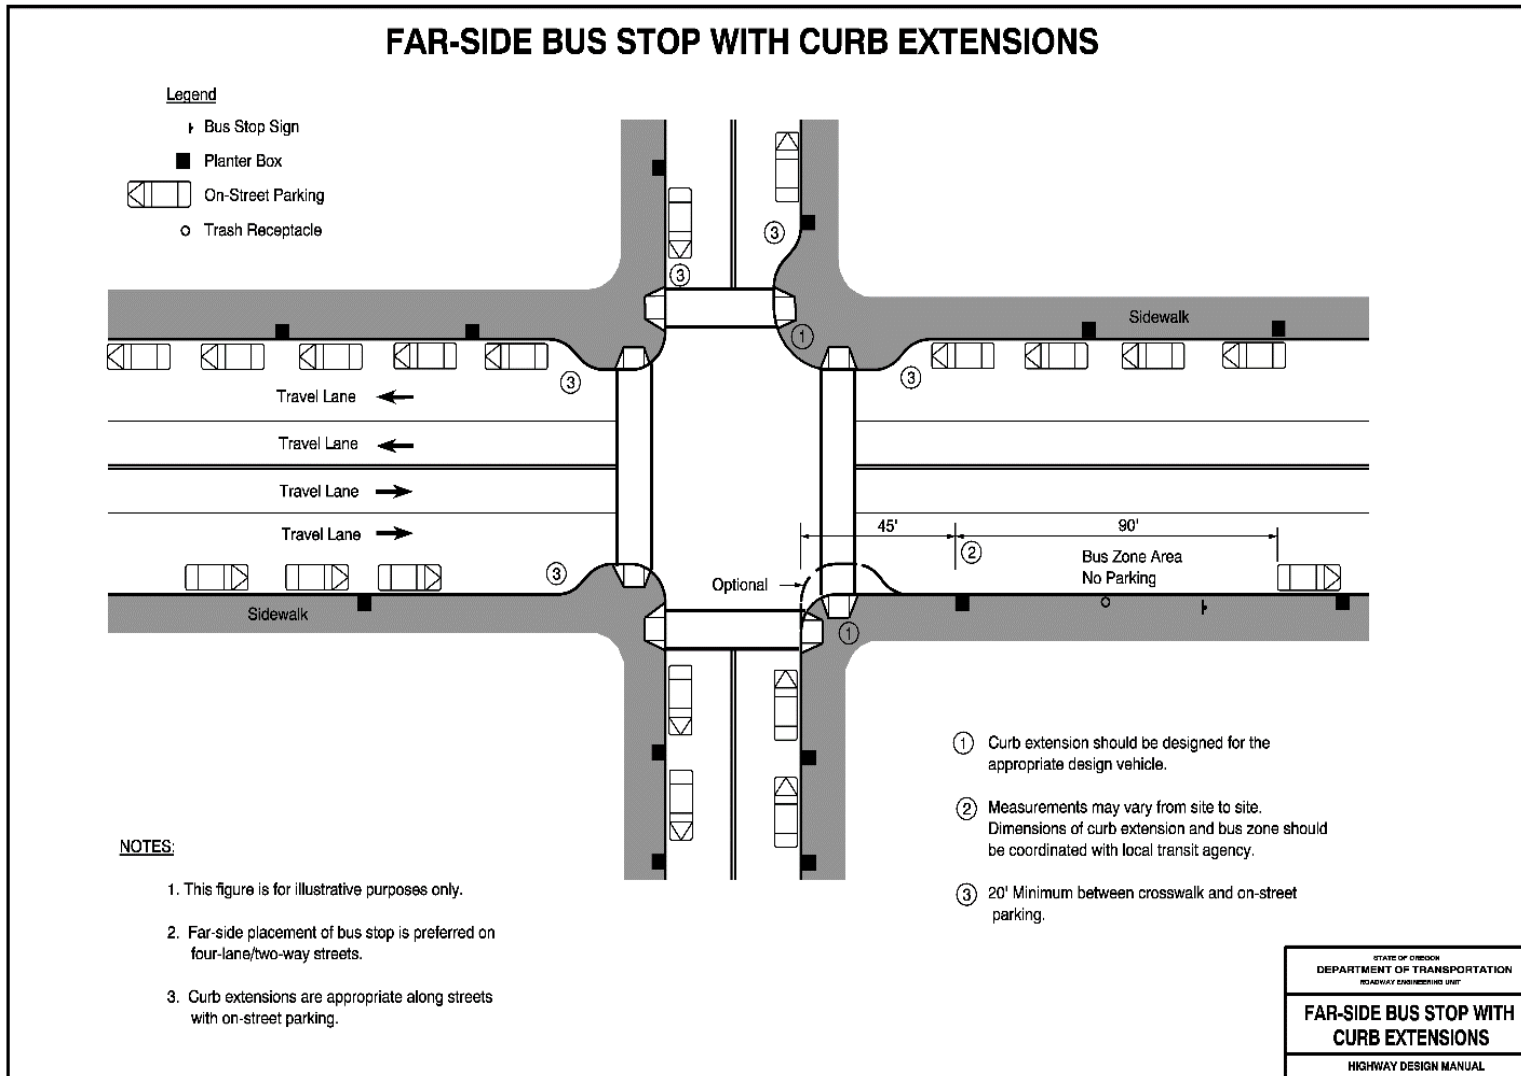 FAR-SIDE BUS STOP WITH CURB EXTENSIONS
Legend
Bus Stop Sign
Planter Box
On-Street Parking
Trash Receptacle
3
3
1
Sidewalk
3
3
Travel Lane
Travel Lane
Travel Lane
Travel Lane
45'
90'
2
Bus Zone Area
No Parking
3
Optional
Sidewalk
1
1 Curb extension should be designed for the
appropriate design vehicle.
2 Measurements may vary from site to site.
Dimensions of curb extension and bus zone should
be coordinated with local transit agency.
3 20' Minimum between crosswalk and on-street
parking.
NOTES:
1. This figure is for illustrative purposes only.
2. Far-side placement of bus stop is preferred on
four-lane/two-way streets.
3. Curb extensions are appropriate along streets
with on-street parking.
STATE OF OREGON
DEPARTMENT OF TRANSPORTATION
ROADWAY ENGINEERING UNIT
FAR-SIDE BUS STOP WITH
CURB EXTENSIONS
HIGHWAY DESIGN MANUAL